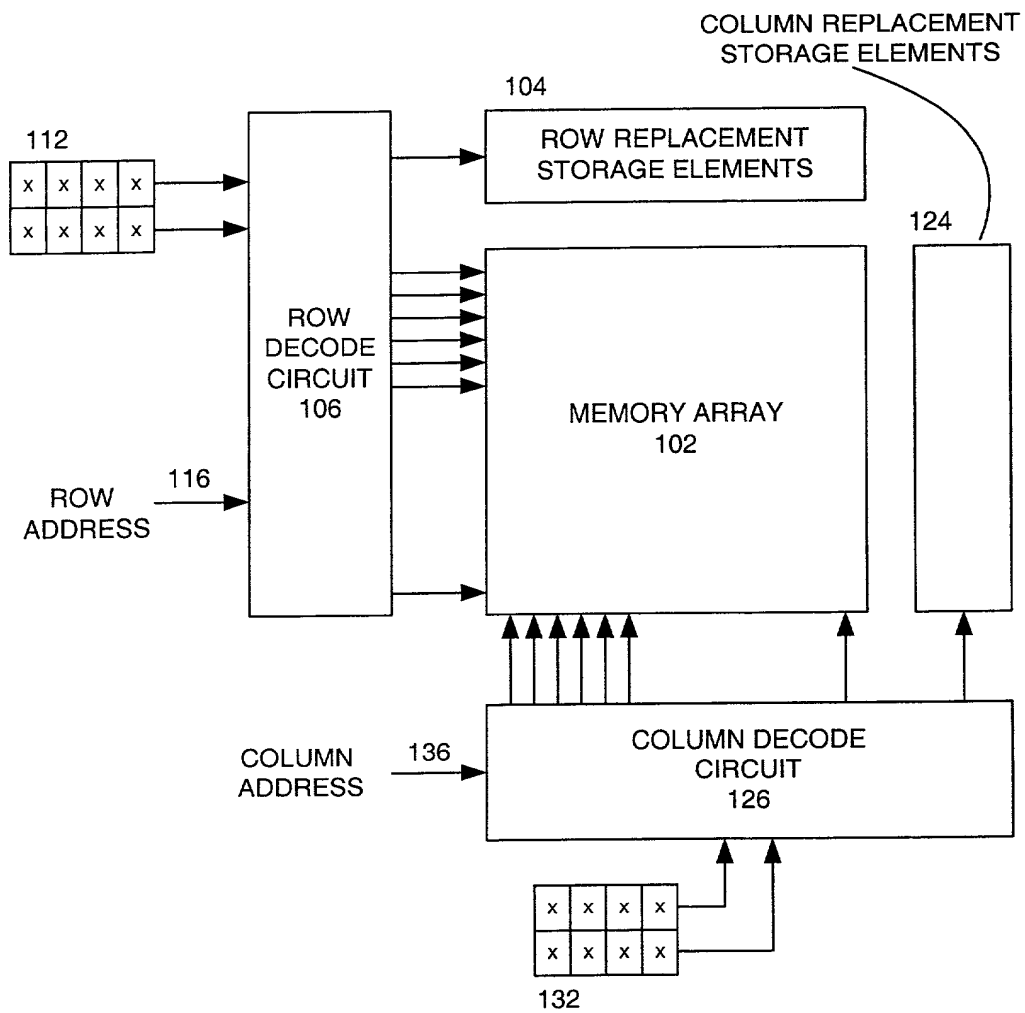 COLUMN REPLACEMENT
STORAGE ELEMENTS
104
112
ROW REPLACEMENT
STORAGE ELEMENTS
x x x x
x x x x
124
ROW
DECODE
CIRCUIT
106
MEMORY ARRAY
102
116
ROW
ADDRESS
COLUMN DECODE
CIRCUIT
126
136
COLUMN
ADDRESS
x x x x
x x x x
132